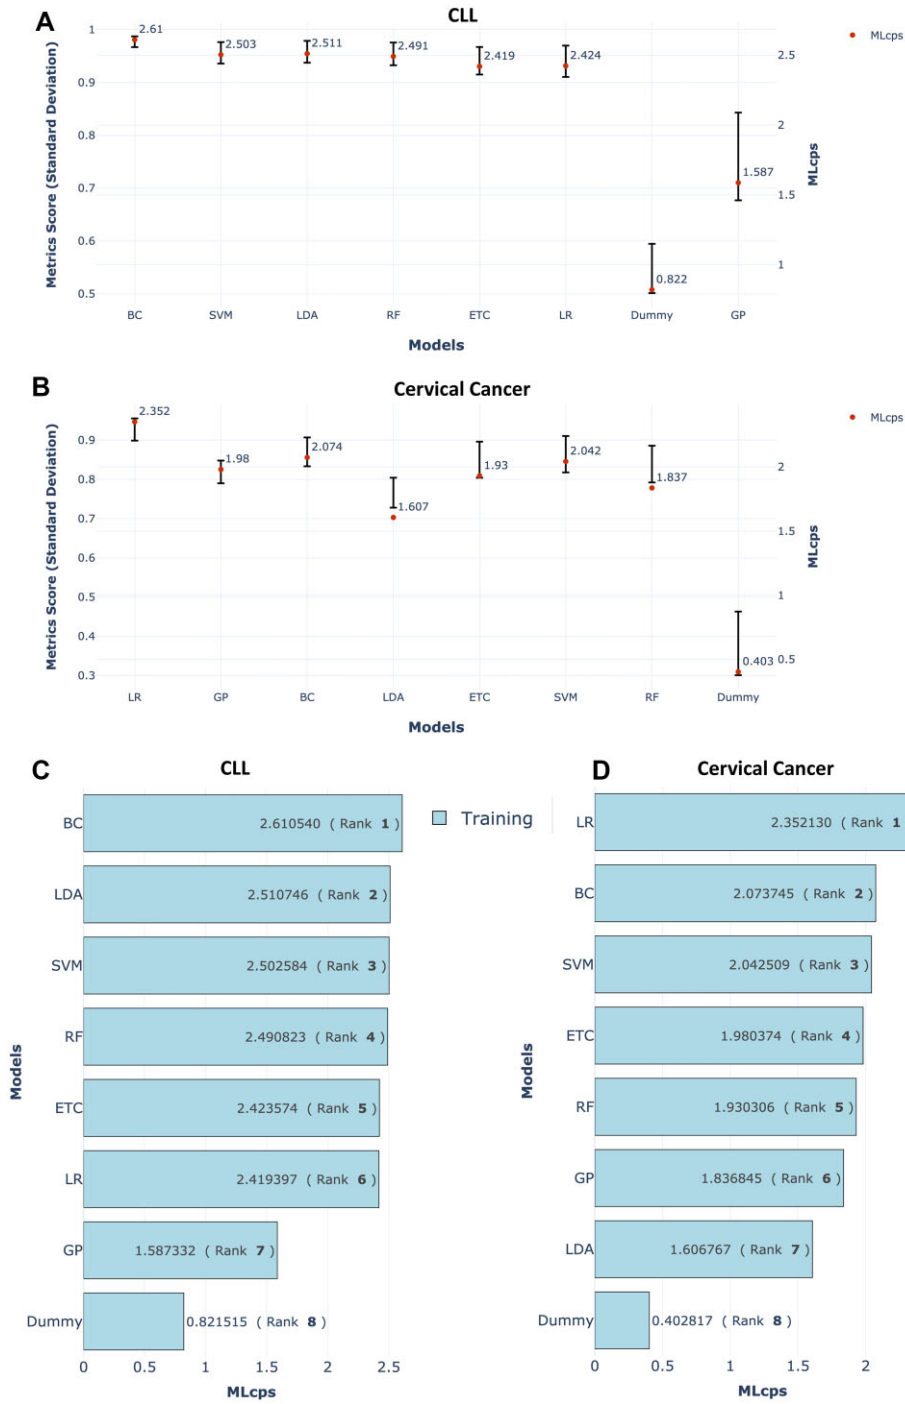 A
CLL
MLcps
Metrics Score (Standard Deviation)
1
0.9
0.8
0.7
0.6
0.5
2.61
2.503
2.511
2.491
2.419
2.424
0.822
1.587
2.5
2
1.5
1
MLcps
BC SVM LDA RF ETC LR Dummy GP
Models
B
Cervical Cancer
MLcps
Metrics Score (Standard Deviation)
0.9
0.8
0.7
0.6
0.5
0.4
0.3
2.352
1.98
2.074
1.607
1.93
2.042
1.837
0.403
2
1.5
1
0.5
MLcps
LR GP BC LDA ETC SVM RF Dummy
Models
C
CLL
Training
Models
BC 2.610540 ( Rank 1 )
LDA 2.510746 ( Rank 2 )
SVM 2.502584 ( Rank 3 )
RF 2.490823 ( Rank 4 )
ETC 2.423574 ( Rank 5 )
LR 2.419397 ( Rank 6 )
GP 1.587332 ( Rank 7 )
Dummy 0.821515 ( Rank 8 )
0 0.5 1 1.5 2 2.5
MLcps
D
Cervical Cancer
Models
LR 2.352130 ( Rank 1
BC 2.073745 ( Rank 2 )
SVM 2.042509 ( Rank 3 )
ETC 1.980374 ( Rank 4 )
RF 1.930306 ( Rank 5 )
GP 1.836845 ( Rank 6 )
LDA 1.606767 ( Rank 7 )
Dummy 0.402817 ( Rank 8 )
0 0.5 1 1.5 2
MLcps